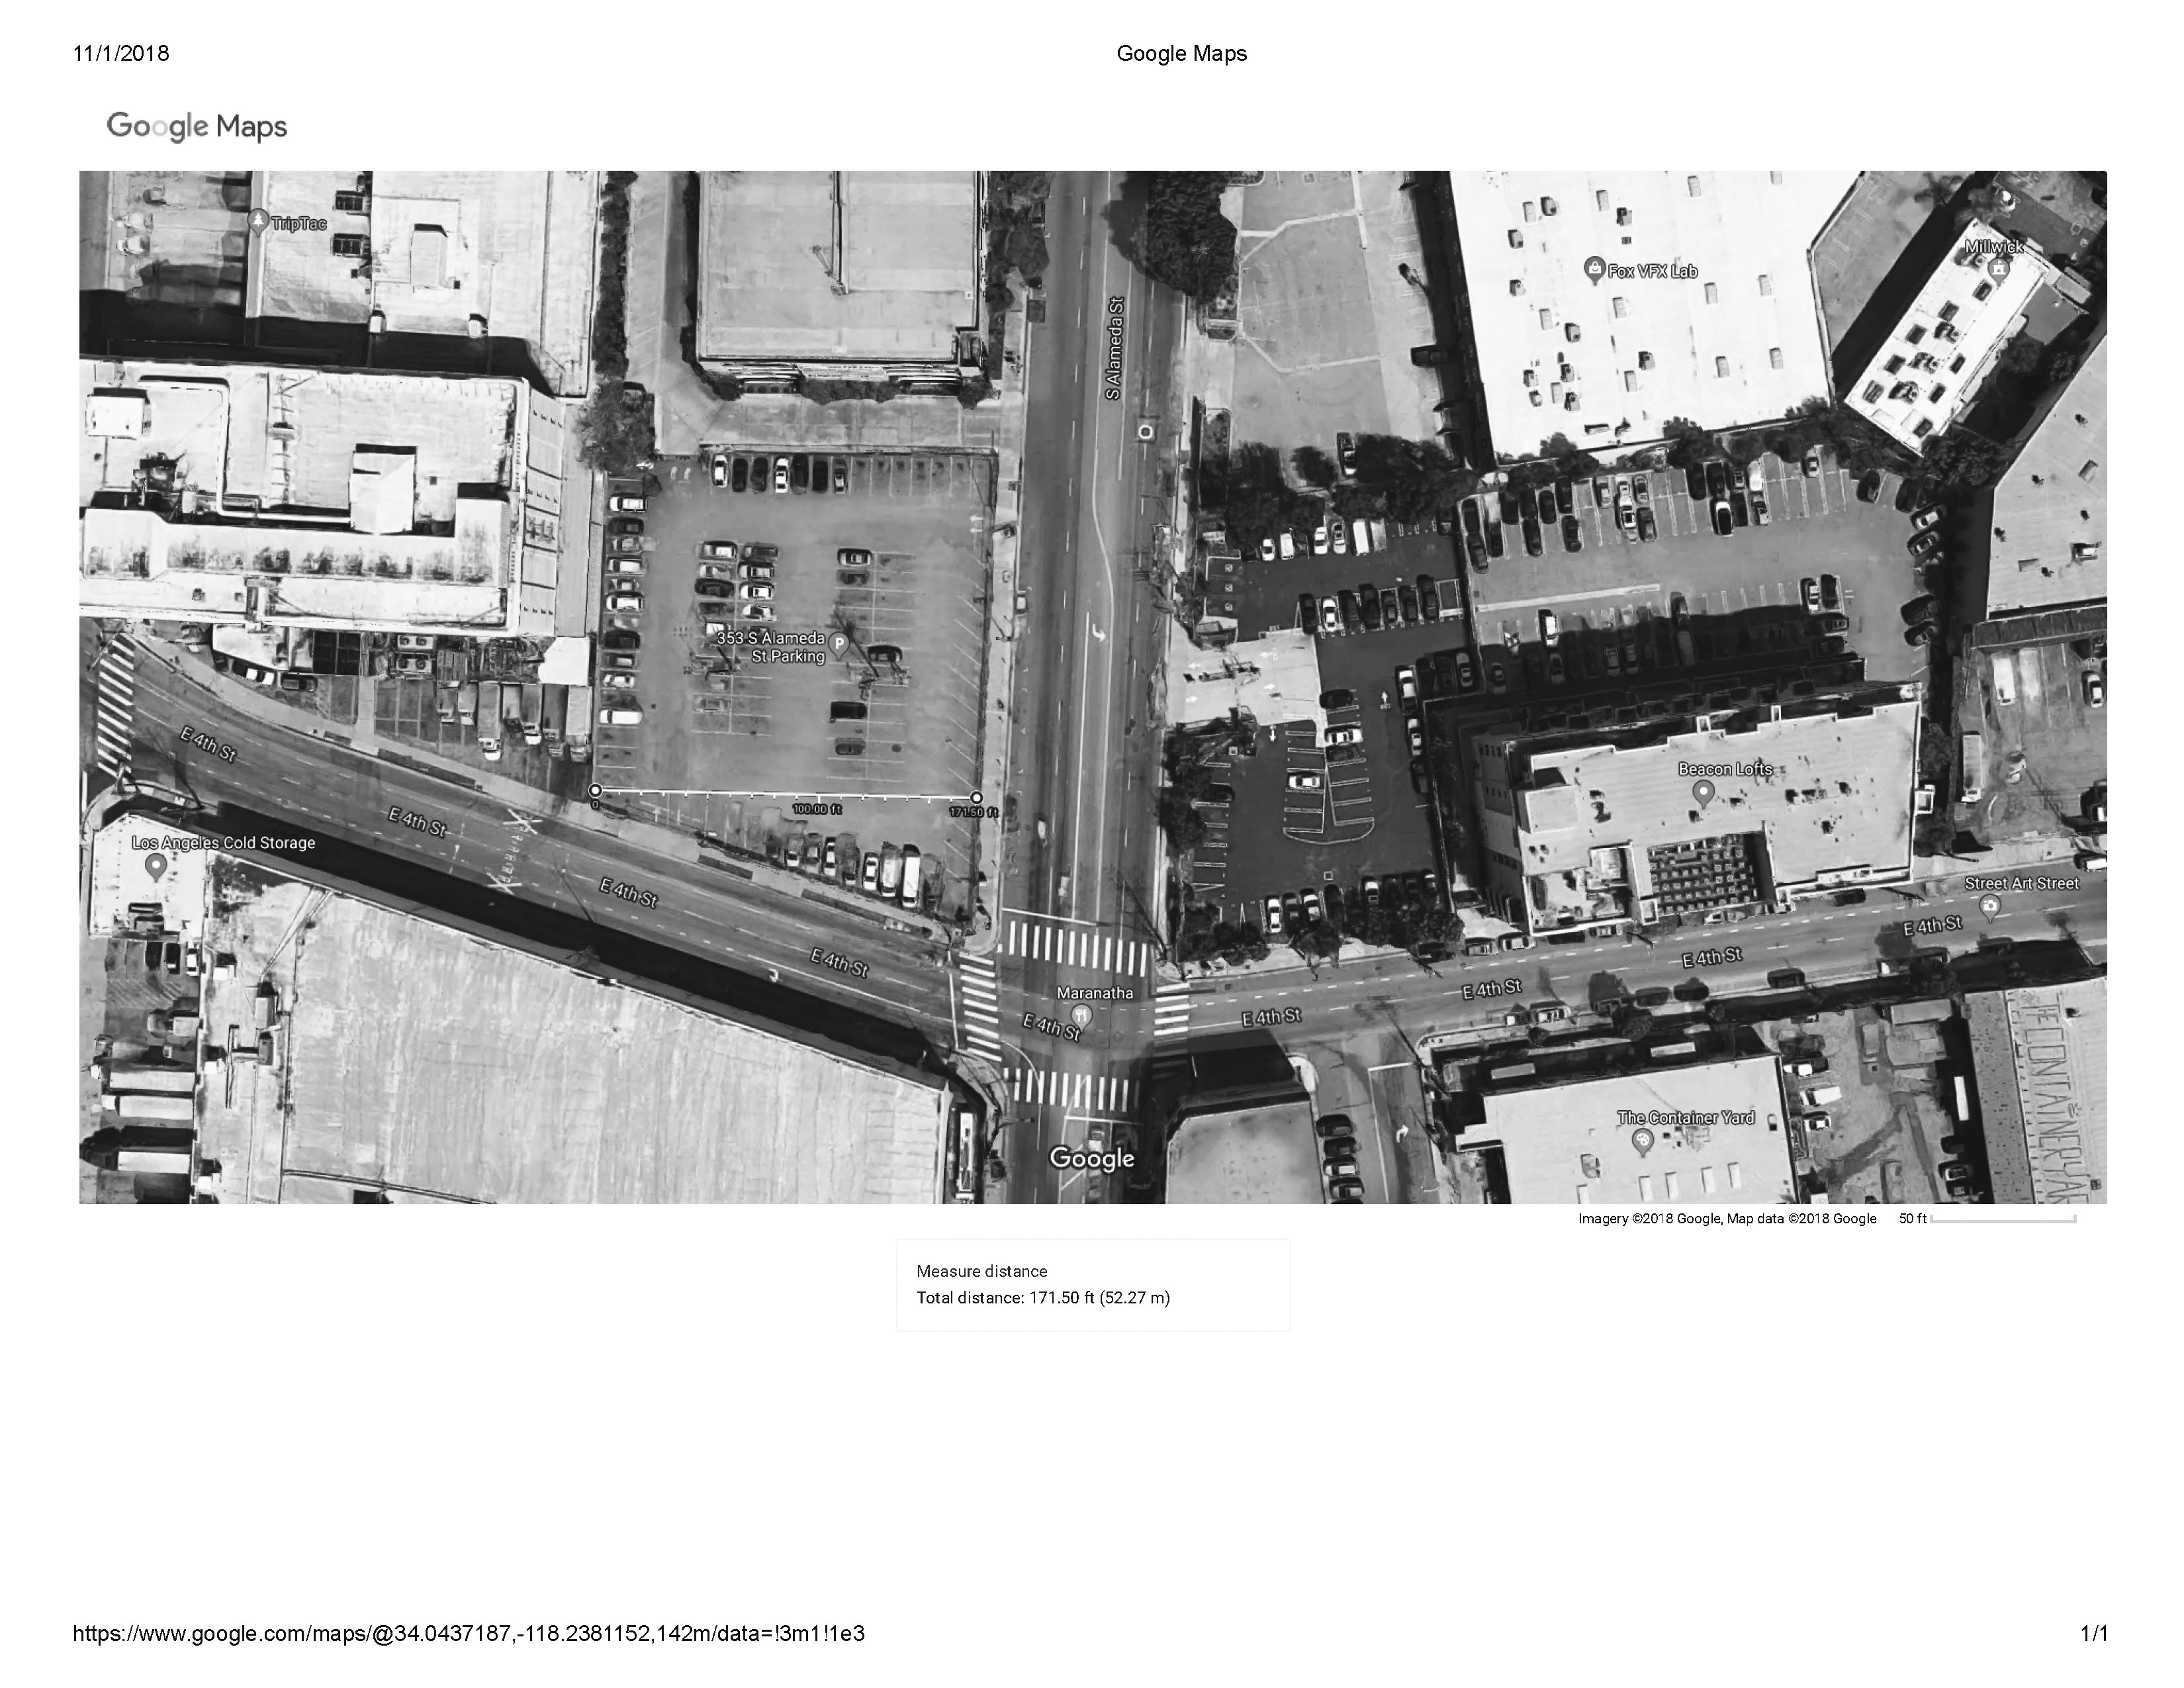 11/1/2018
Google Maps
Google Maps
TripTac
Fox VFX Lab
Millwick
S Alameda St
353 S Alameda
St Parking
E 4th St
0
100.00 ft
171.50 ft
Beacon Lofts
E 4th St
Los Angeles Cold Storage
E 4th St
Street Art Street
E 4th St
E 4th St
E 4th St
Maranatha
E 4th St
E 4th St
E 4th St
The Container Yard
THE CONTAINER YAR
Google
Imagery ©2018 Google, Map data ©2018 Google 50 ft
Measure distance
Total distance: 171.50 ft (52.27 m)
https://www.google.com/maps/@34.0437187,-118.2381152,142m/data=!3m1!1e3
1/1